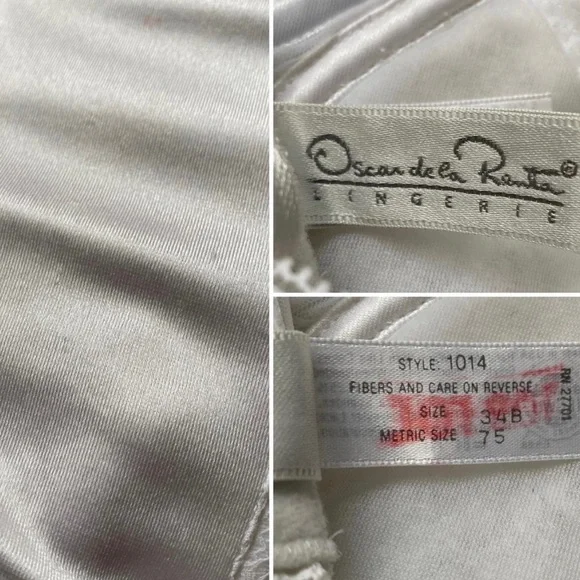 Oscar de la Renta©
LINGERIE
STYLE: 1014
FIBERS AND CARE ON REVERSE
SIZE 34B
METRIC SIZE 75
RN 27701